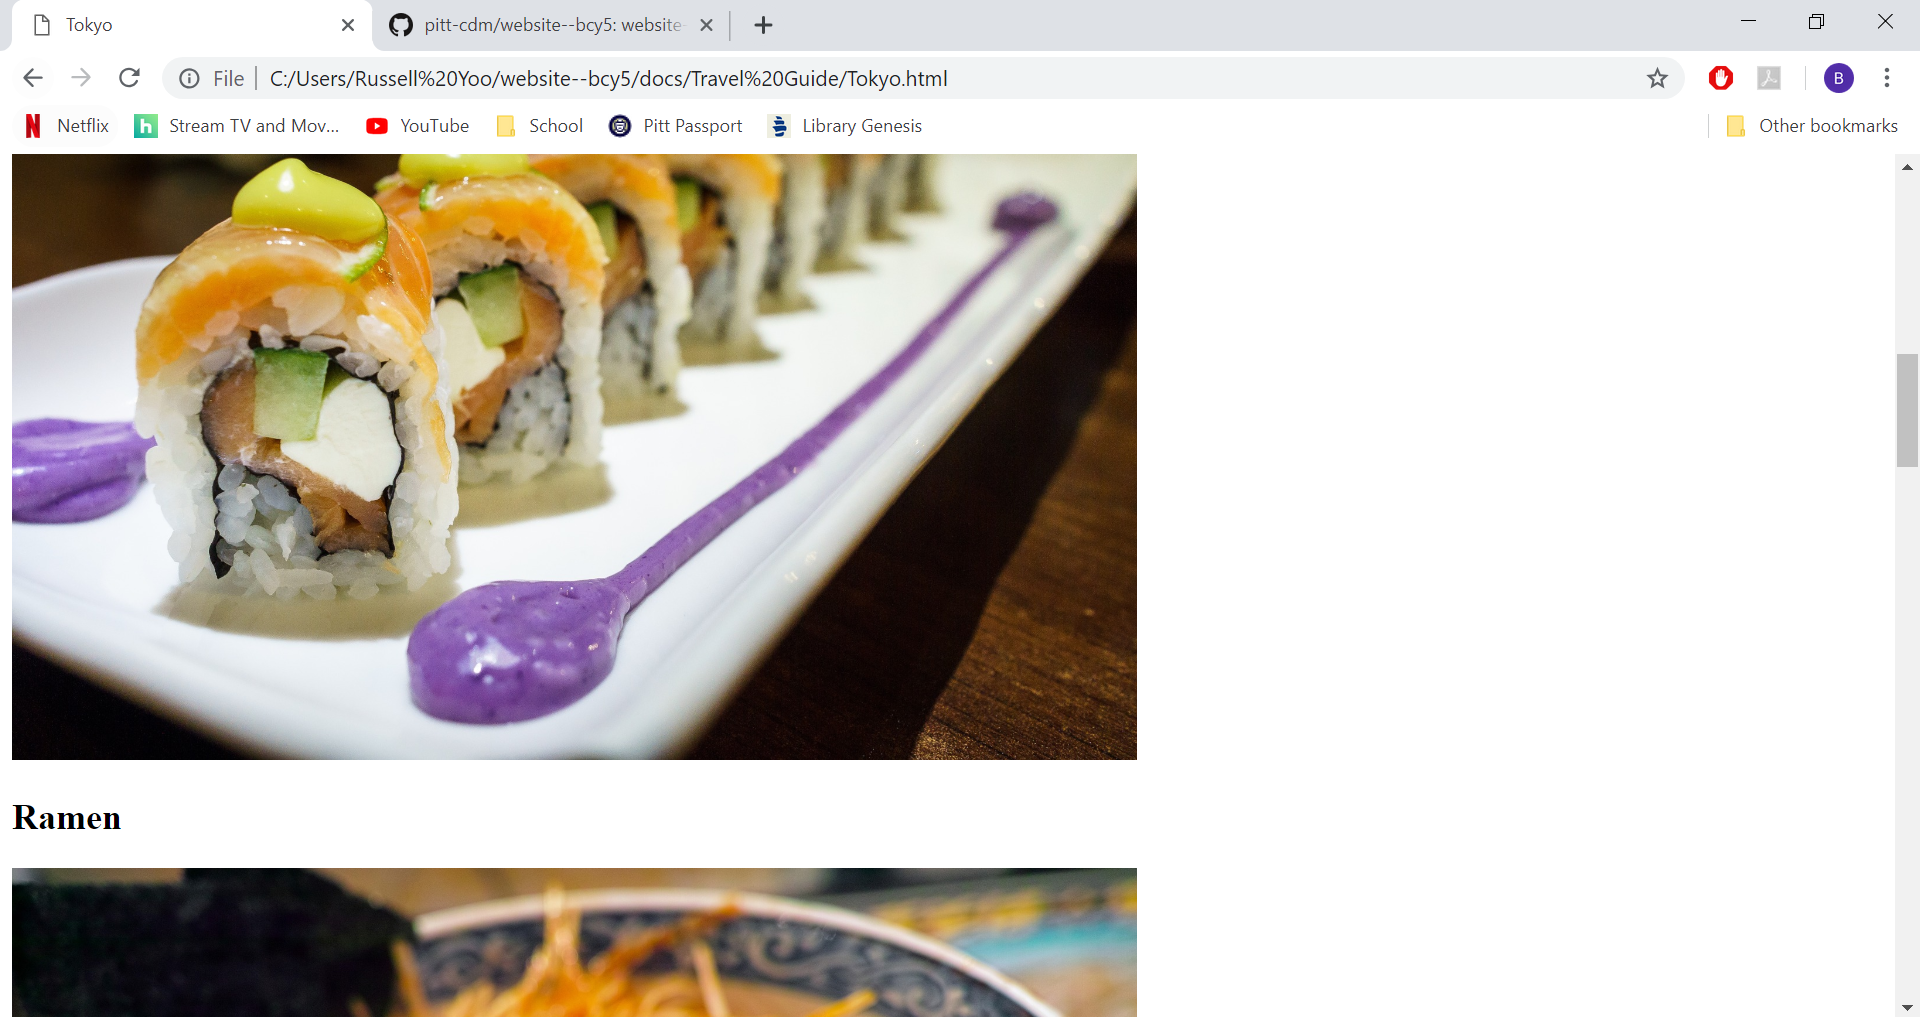 Tokyo
pitt-cdm/website--bcy5: website-
File
C:/Users/Russell%20Yoo/website--bcy5/docs/Travel%20Guide/Tokyo.html
B
Netflix
Stream TV and Mov...
YouTube
School
Pitt Passport
Library Genesis
Other bookmarks
Ramen